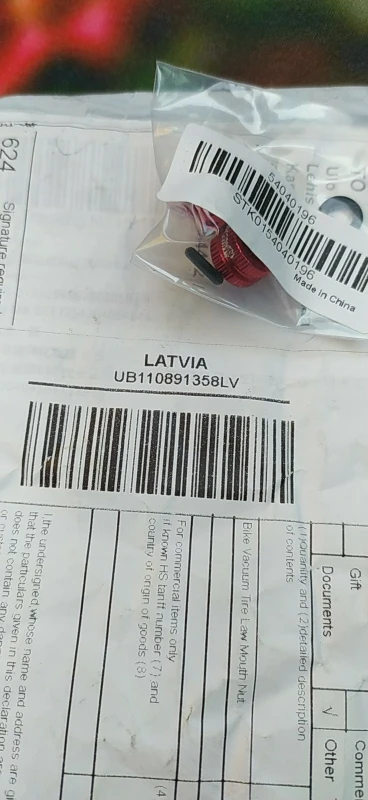 624
Signature
TO
54040196
STK0154040196
Made in China
LATVIA
UB110891358LV
Gift
Documents
√ Other
(1)Quantity and (2)detailed description
of contents
Bike Vacuum Tire Law Mouth Nut
For commercial items only
If known HS tariff number (7) and
country of origin of goods (8)
(4
I, the undersigned, whose name and address are
that the particulars given in this declaration
does not contain any